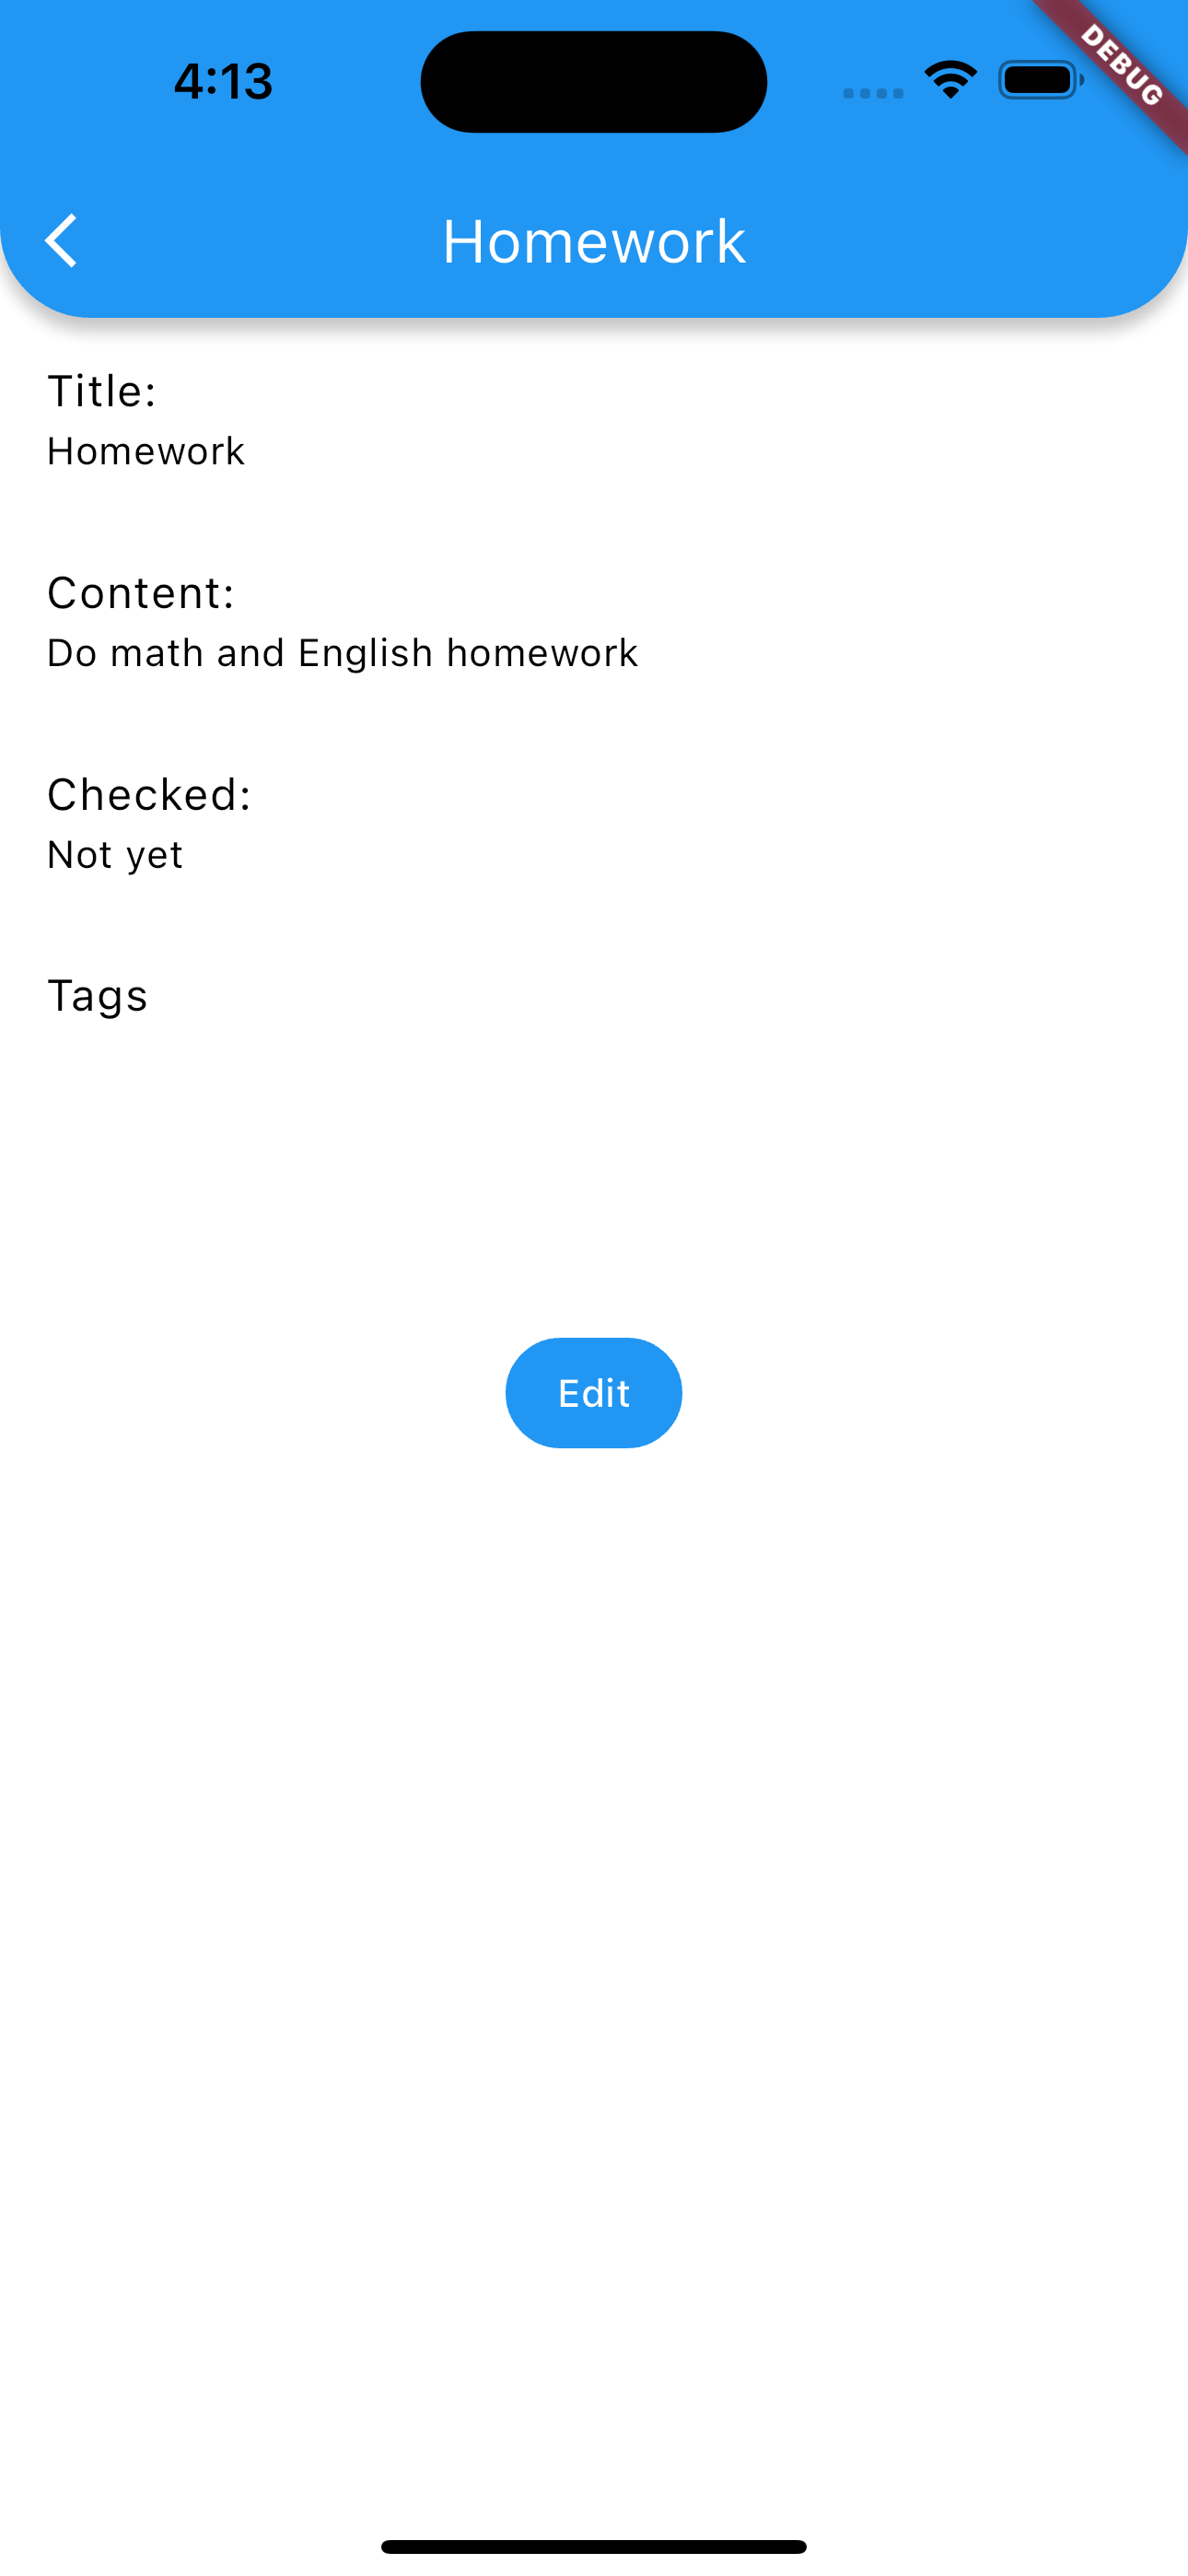 4:13
DEBUG
Homework
Title:
Homework
Content:
Do math and English homework
Checked:
Not yet
Tags
Edit